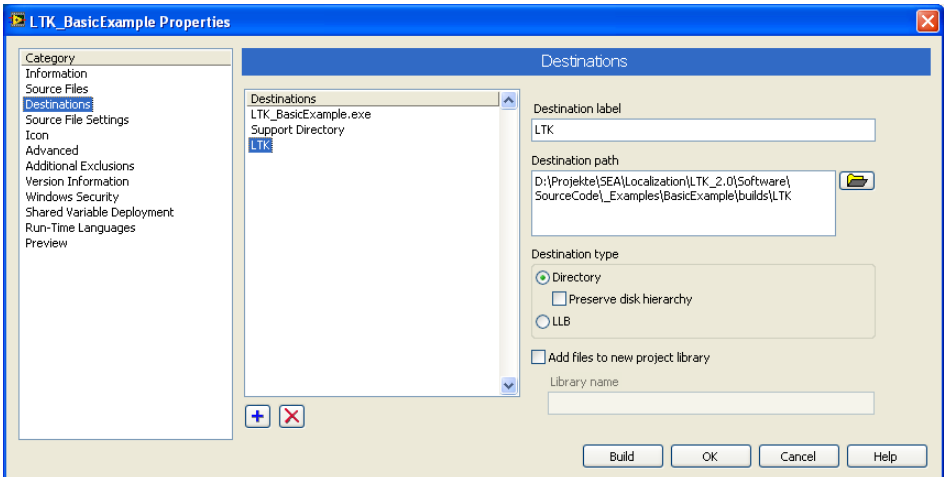 LTK_BasicExample Properties
Category
Information
Source Files
Destinations
Source File Settings
Icon
Advanced
Additional Exclusions
Version Information
Windows Security
Shared Variable Deployment
Run-Time Languages
Preview
Destinations
Destinations
LTK_BasicExample.exe
Support Directory
LTK
Destination label
LTK
Destination path
D:\Projekte\SEA\Localization\LTK_2.0\Software\
SourceCode\_Examples\BasicExample\builds\LTK
Destination type
Directory
Preserve disk hierarchy
LLB
Add files to new project library
Library name
Build
OK
Cancel
Help